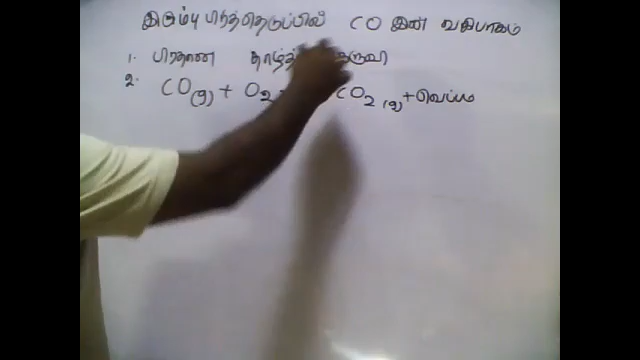 இரும்பு பிரித்தெடுப்பில் CO இன் வகிபாகம்
1. பிரதான
2. CO(g) + O2 CO2 (g) + வெப்பம்